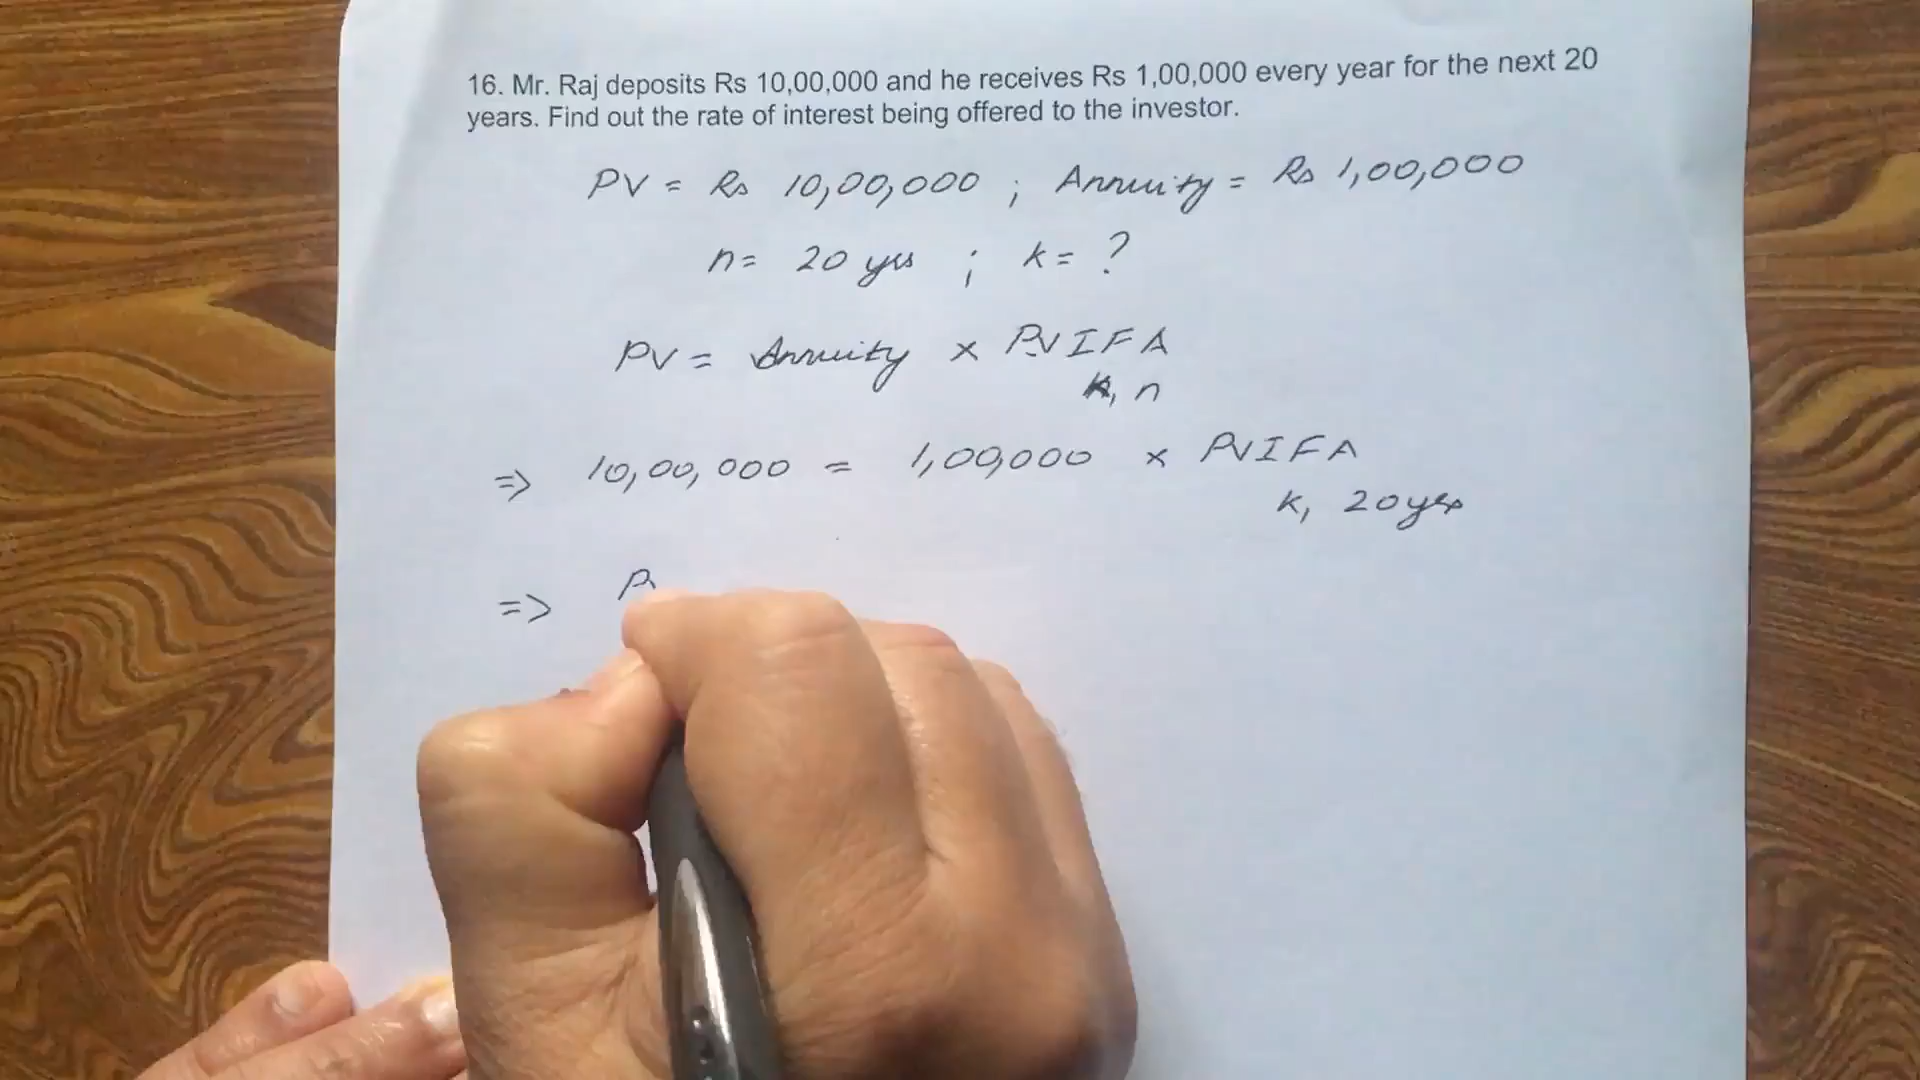 16. Mr. Raj deposits Rs 10,00,000 and he receives Rs 1,00,000 every year for the next 20
years. Find out the rate of interest being offered to the investor.
PV = Rs 10,00,000 ; Annuity = Rs 1,00,000
n = 20 yrs ; k = ?
PV = Annuity × PVIFA
k, n
=> 10,00,000 = 1,00,000 × PVIFA
k, 20 yrs
=> P